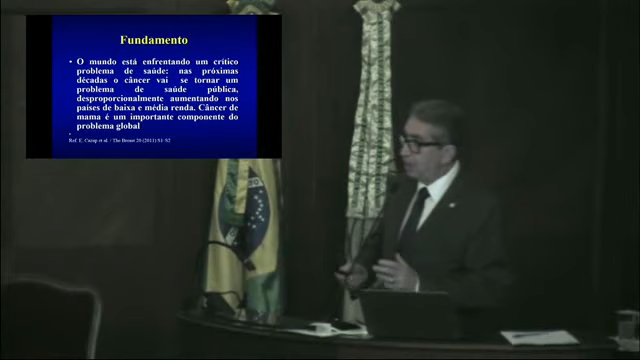 Fundamento
• O mundo está enfrentando um crítico
problema de saúde: nas próximas
décadas o câncer vai se tornar um
problema de saúde pública,
desproporcionalmente aumentando nos
países de baixa e média renda. Câncer de
mama é um importante componente do
problema global
•
Ref. E. Cazap et al. / The Breast 20 (2011) S1- S2